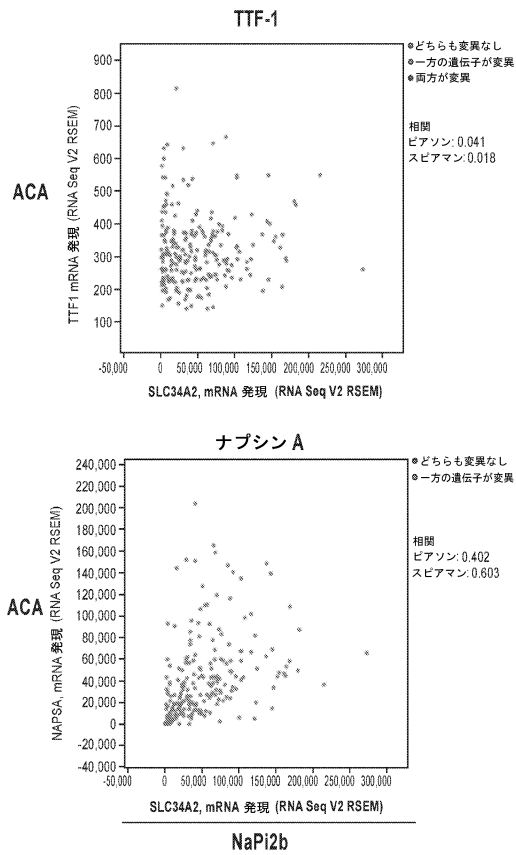 TTF-1
どちらも変異なし
一方の遺伝子が変異
両方が変異
相関
ピアソン: 0.041
スピアマン: 0.018
ACA
TTF1 mRNA 発現 (RNA Seq V2 RSEM)
900
800
700
600
500
400
300
200
100
-50,000 0 50,000 100,000 150,000 200,000 250,000 300,000
SLC34A2, mRNA 発現 (RNA Seq V2 RSEM)
ナプシン A
どちらも変異なし
一方の遺伝子が変異
相関
ピアソン: 0.402
スピアマン: 0.603
ACA
NAPSA, mRNA 発現 (RNA Seq V2 RSEM)
240,000
220,000
200,000
180,000
160,000
140,000
120,000
100,000
80,000
60,000
40,000
20,000
0
-20,000
-40,000
-50,000 0 50,000 100,000 150,000 200,000 250,000 300,000
SLC34A2, mRNA 発現 (RNA Seq V2 RSEM)
NaPi2b